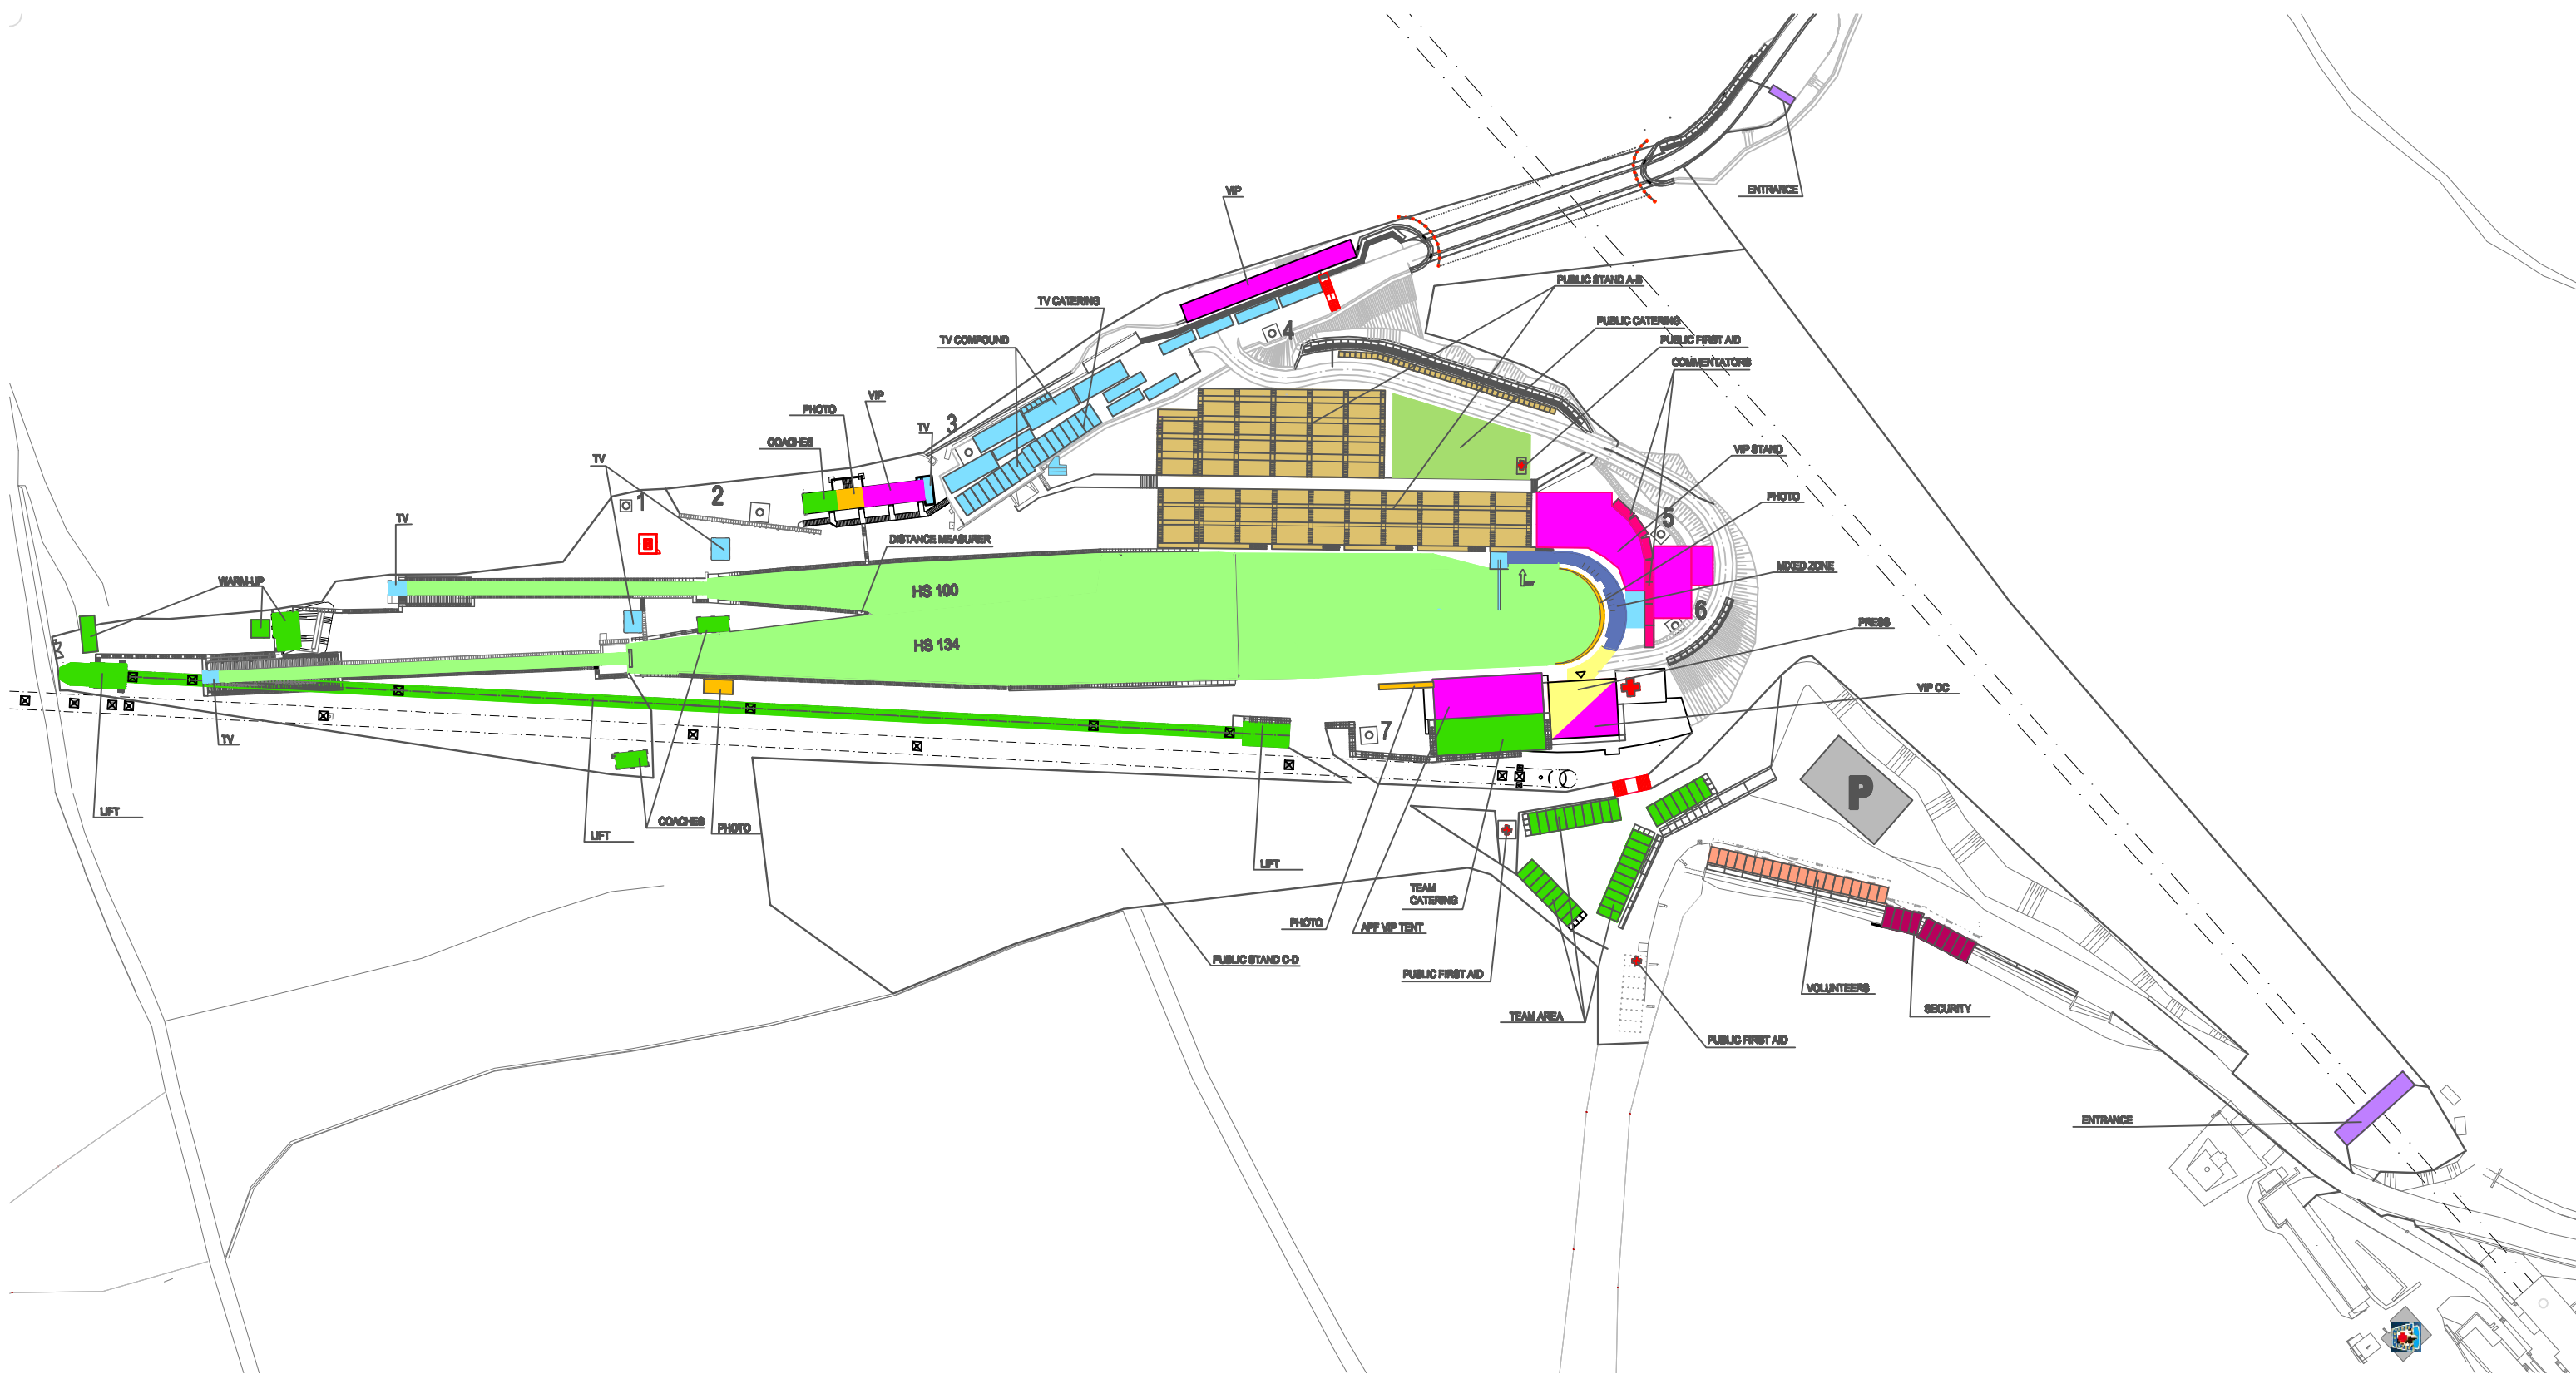 VIP
ENTRANCE
PUBLIC STAND A-B
TV CATERING
PUBLIC CATERING
4
TV COMPOUND
PUBLIC FIRST AID
COMMENTATORS
VIP
PHOTO
3
TV
COACHES
VIP STAND
TV
1
2
PHOTO
5
TV
DISTANCE MEASURER
MIXED ZONE
WARM-UP
HS 100
6
PRESS
HS 134
VIP OC
7
TV
P
LIFT
COACHES
PHOTO
LIFT
LIFT
TEAM
CATERING
PHOTO
APF VIP TENT
PUBLIC STAND C-D
PUBLIC FIRST AID
VOLUNTEERS
SECURITY
TEAM AREA
PUBLIC FIRST AID
ENTRANCE